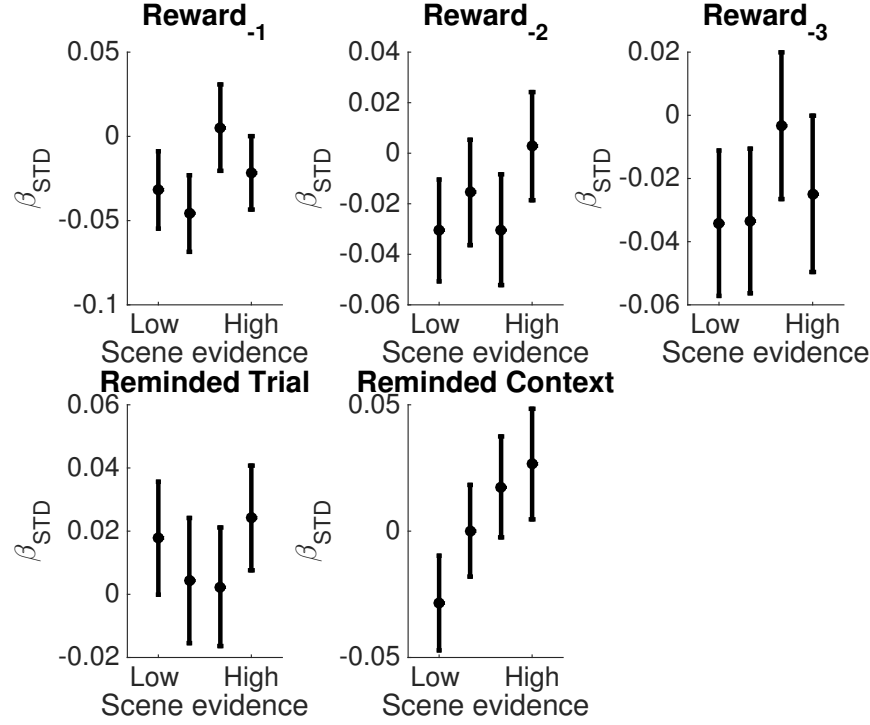 Reward-1
Reward-2
Reward-3
0.05
0
-0.05
-0.1
βSTD
Low
High
Scene evidence
0.04
0.02
0
-0.02
-0.04
-0.06
βSTD
Low
High
Scene evidence
0.02
0
-0.02
-0.04
-0.06
βSTD
Low
High
Scene evidence
Reminded Trial
0.06
0.04
0.02
0
-0.02
βSTD
Low
High
Scene evidence
Reminded Context
0.05
0
-0.05
βSTD
Low
High
Scene evidence